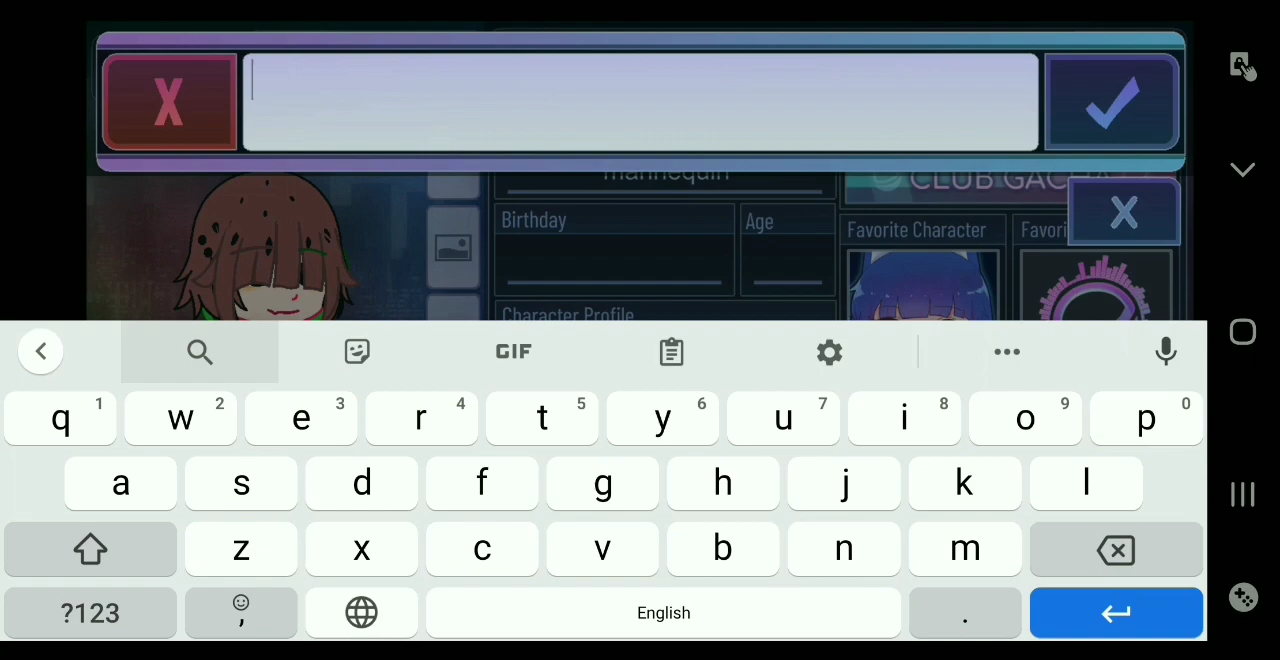 X
mannequin
CLUB GACHA
X
Birthday
Age
Favorite Character
Favori
Character Profile
GIF
q 1 w 2 e 3 r 4 t 5 y 6 u 7 i 8 o 9 p 0
a s d f g h j k l
z x c v b n m
?123 , English .